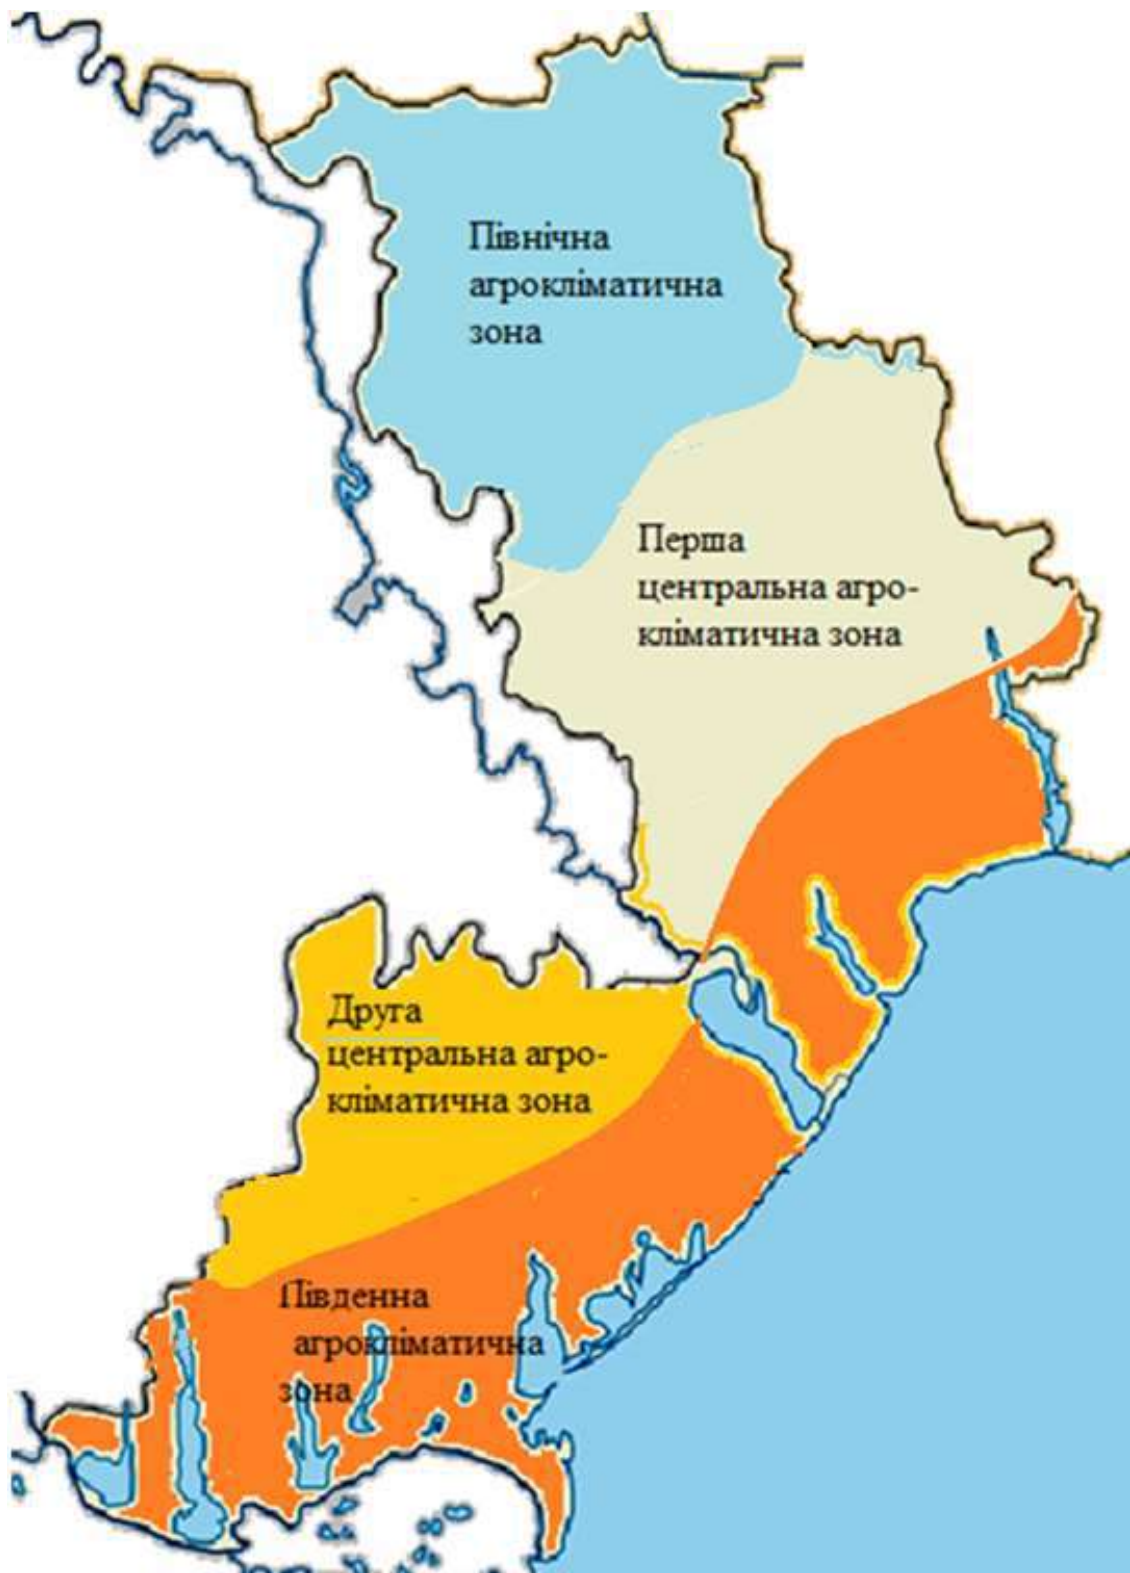 Північна
агрокліматична
зона
Перша
центральна агро-
кліматична зона
Друга
центральна агро-
кліматична зона
Південна
агрокліматична
зона